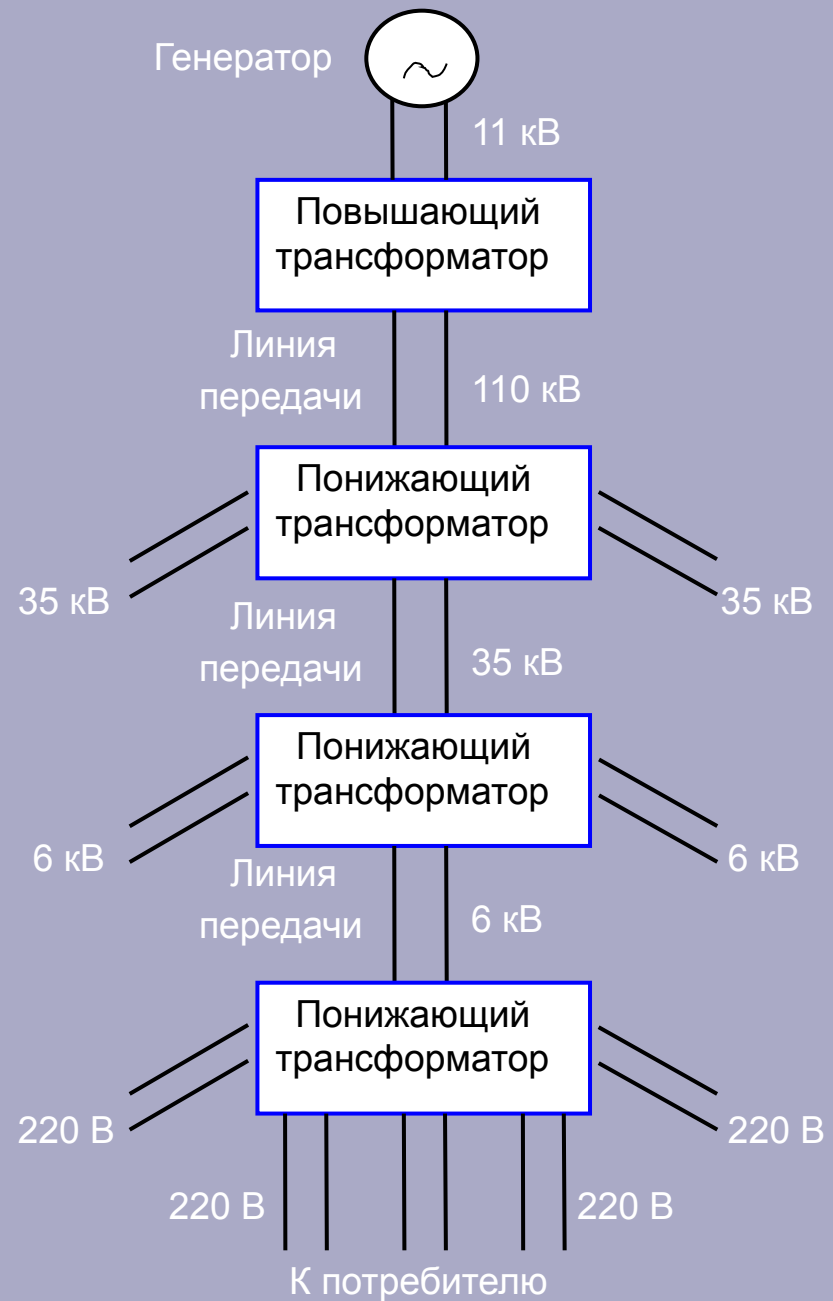 Генератор
11 кВ
Повышающий
трансформатор
Линия
передачи
110 кВ
Понижающий
трансформатор
35 кВ
35 кВ
Линия
передачи
35 кВ
Понижающий
трансформатор
6 кВ
6 кВ
Линия
передачи
6 кВ
Понижающий
трансформатор
220 В
220 В
220 В
220 В
К потребителю